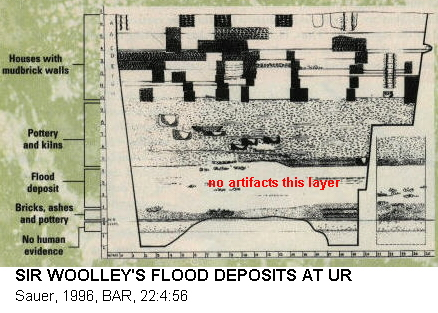 Houses with
mudbrick walls
Pottery
and kilns
Flood
deposit
no artifacts this layer
Bricks, ashes
and pottery
No human
evidence
SIR WOOLLEY'S FLOOD DEPOSITS AT UR
Sauer, 1996, BAR, 22:4:56